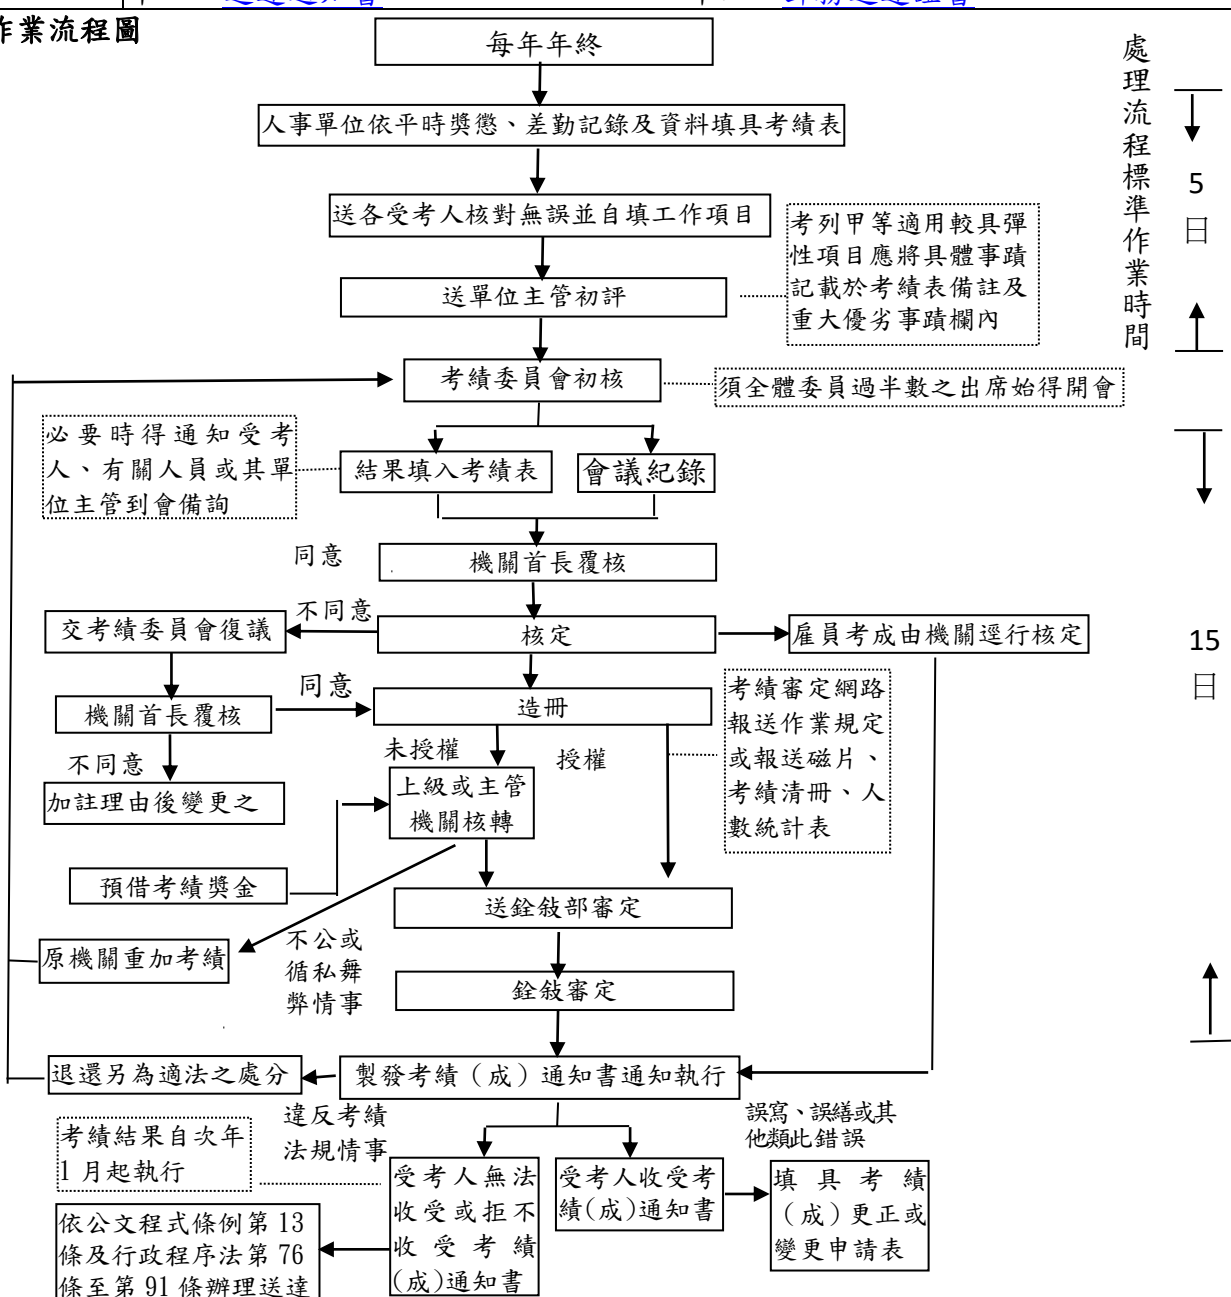 作業流程圖
每年年終
人事單位依平時獎懲、差勤記錄及資料填具考績表
送各受考人核對無誤並自填工作項目
送單位主管初評
考列甲等適用較具彈
性項目應將具體事蹟
記載於考績表備註及
重大優劣事蹟欄內
處理流程標準作業時間
5
日
考績委員會初核
須全體委員過半數之出席始得開會
必要時得通知受考
人、有關人員或其單
位主管到會備詢
結果填入考績表
會議紀錄
同意
機關首長覆核
不同意
交考績委員會復議
核定
雇員考成由機關逕行核定
15
日
機關首長覆核
同意
造冊
考績審定網路
報送作業規定
或報送磁片、
考績清冊、人
數統計表
不同意
未授權
授權
加註理由後變更之
上級或主管
機關核轉
預借考績獎金
送銓敍部審定
原機關重加考績
不公或
循私舞
弊情事
銓敍審定
退還另為適法之處分
製發考績（成）通知書通知執行
違反考績
法規情事
誤寫、誤繕或其
他類此錯誤
考績結果自次年
1 月起執行
受考人無法
收受或拒不
收受考績
(成)通知書
受考人收受考
績(成)通知書
填具考績
（成）更正或
變更申請表
依公文程式條例第 13
條及行政程序法第 76
條至第 91 條辦理送達